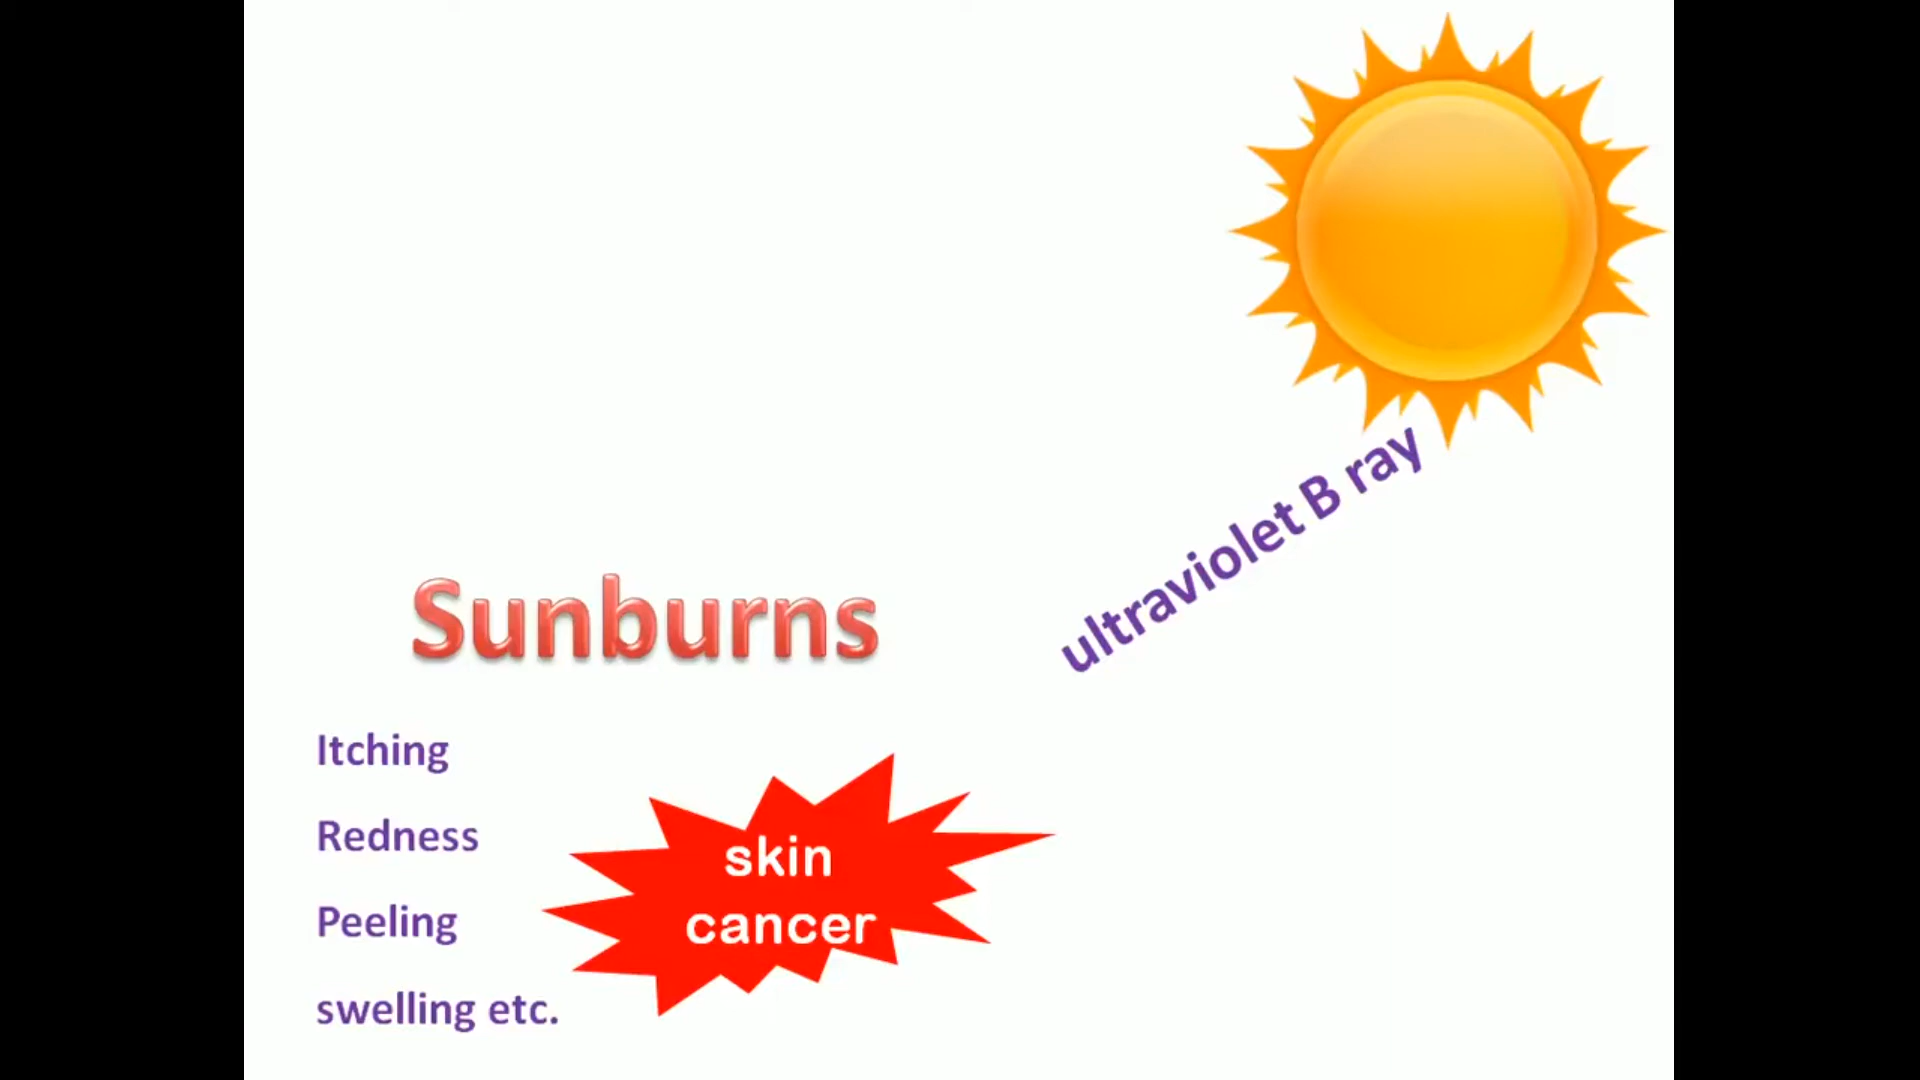 ultraviolet B ray
Sunburns
Itching
Redness
Peeling
swelling etc.
skin
cancer